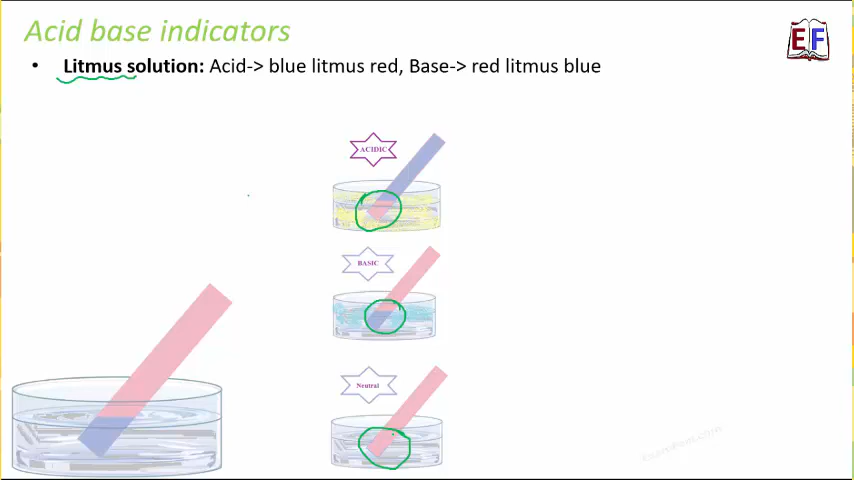 Acid base indicators
EF
• Litmus solution: Acid-> blue litmus red, Base-> red litmus blue
ACIDIC
BASIC
Neutral